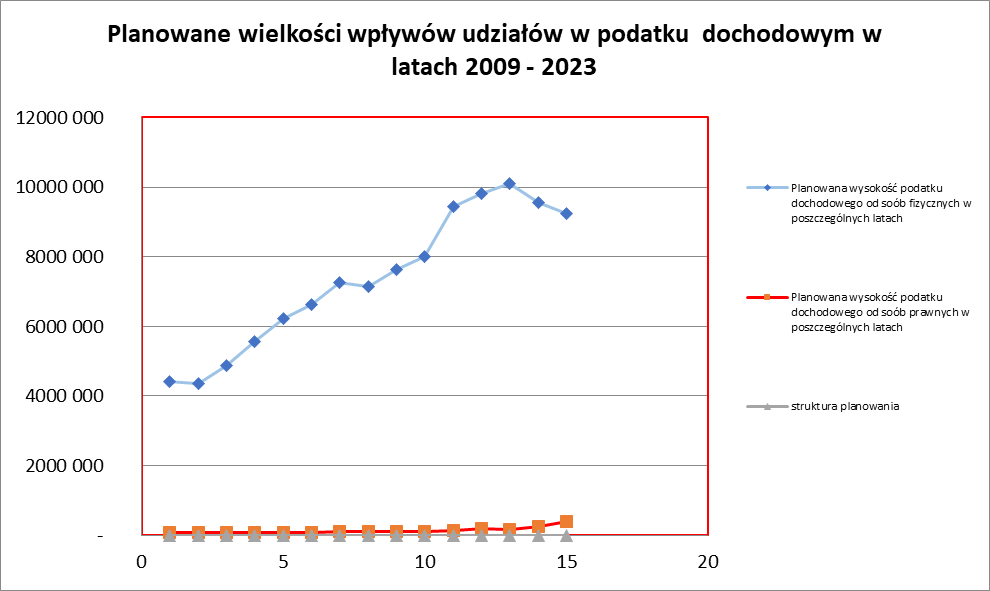 Planowane wielkości wpływów udziałów w podatku  dochodowym w
latach 2009 - 2023
12000 000
10000 000
8000 000
6000 000
4000 000
2000 000
-
0
5
10
15
20
Planowana wysokość podatku
dochodowego od soób fizycznych w
poszczególnych latach
Planowana wysokość podatku
dochodowego od soób prawnych w
poszczególnych latach
struktura planowania